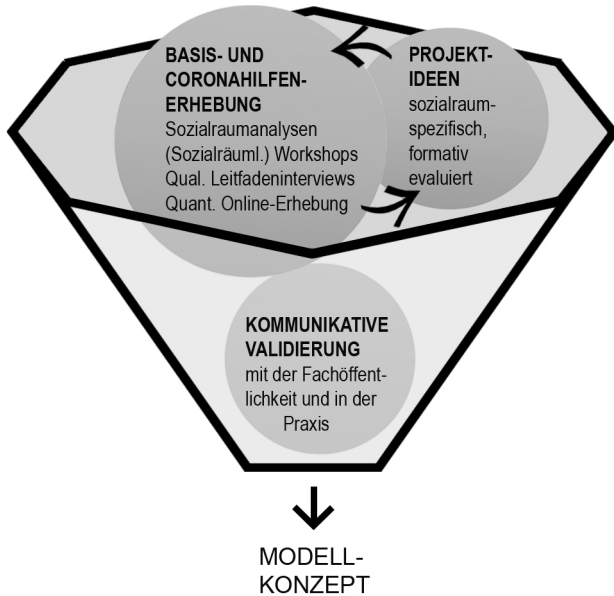 BASIS- UND
CORONAHILFEN-
ERHEBUNG
Sozialraumanalysen
(Sozialräuml.) Workshops
Qual. Leitfadeninterviews
Quant. Online-Erhebung
PROJEKT-
IDEEN
sozialraum-
spezifisch,
formativ
evaluiert
KOMMUNIKATIVE
VALIDIERUNG
mit der Fachöffent-
lichkeit und in der
Praxis
MODELL-
KONZEPT